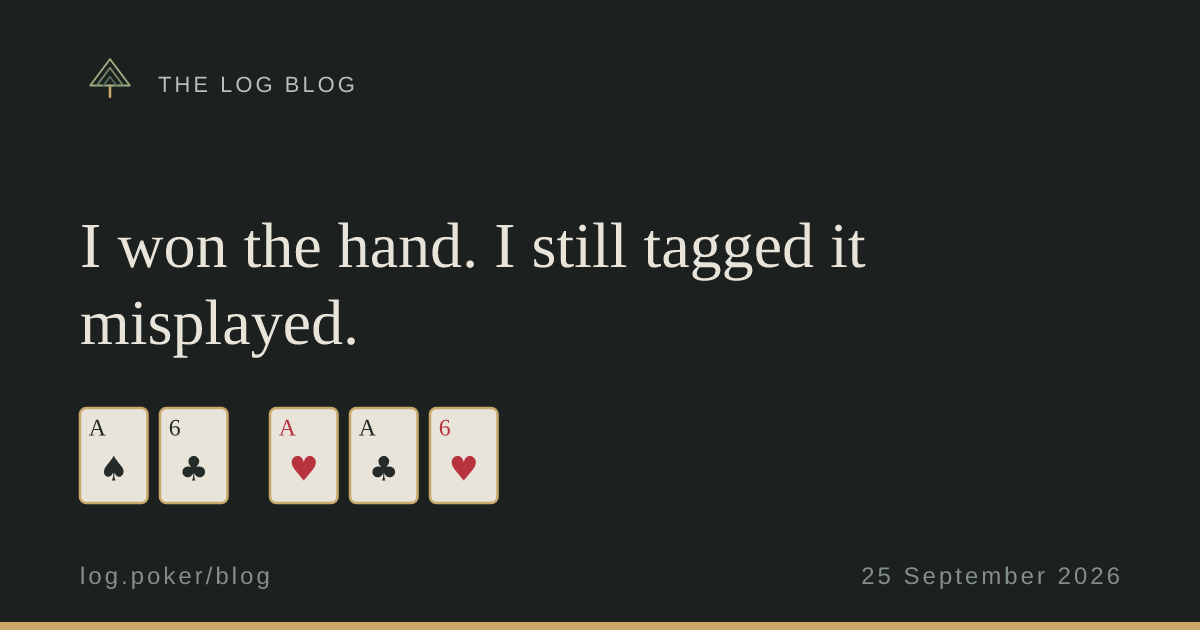 THE LOG BLOG
I won the hand. I still tagged it
misplayed.
A 6 A A 6
log.poker/blog
25 September 2026